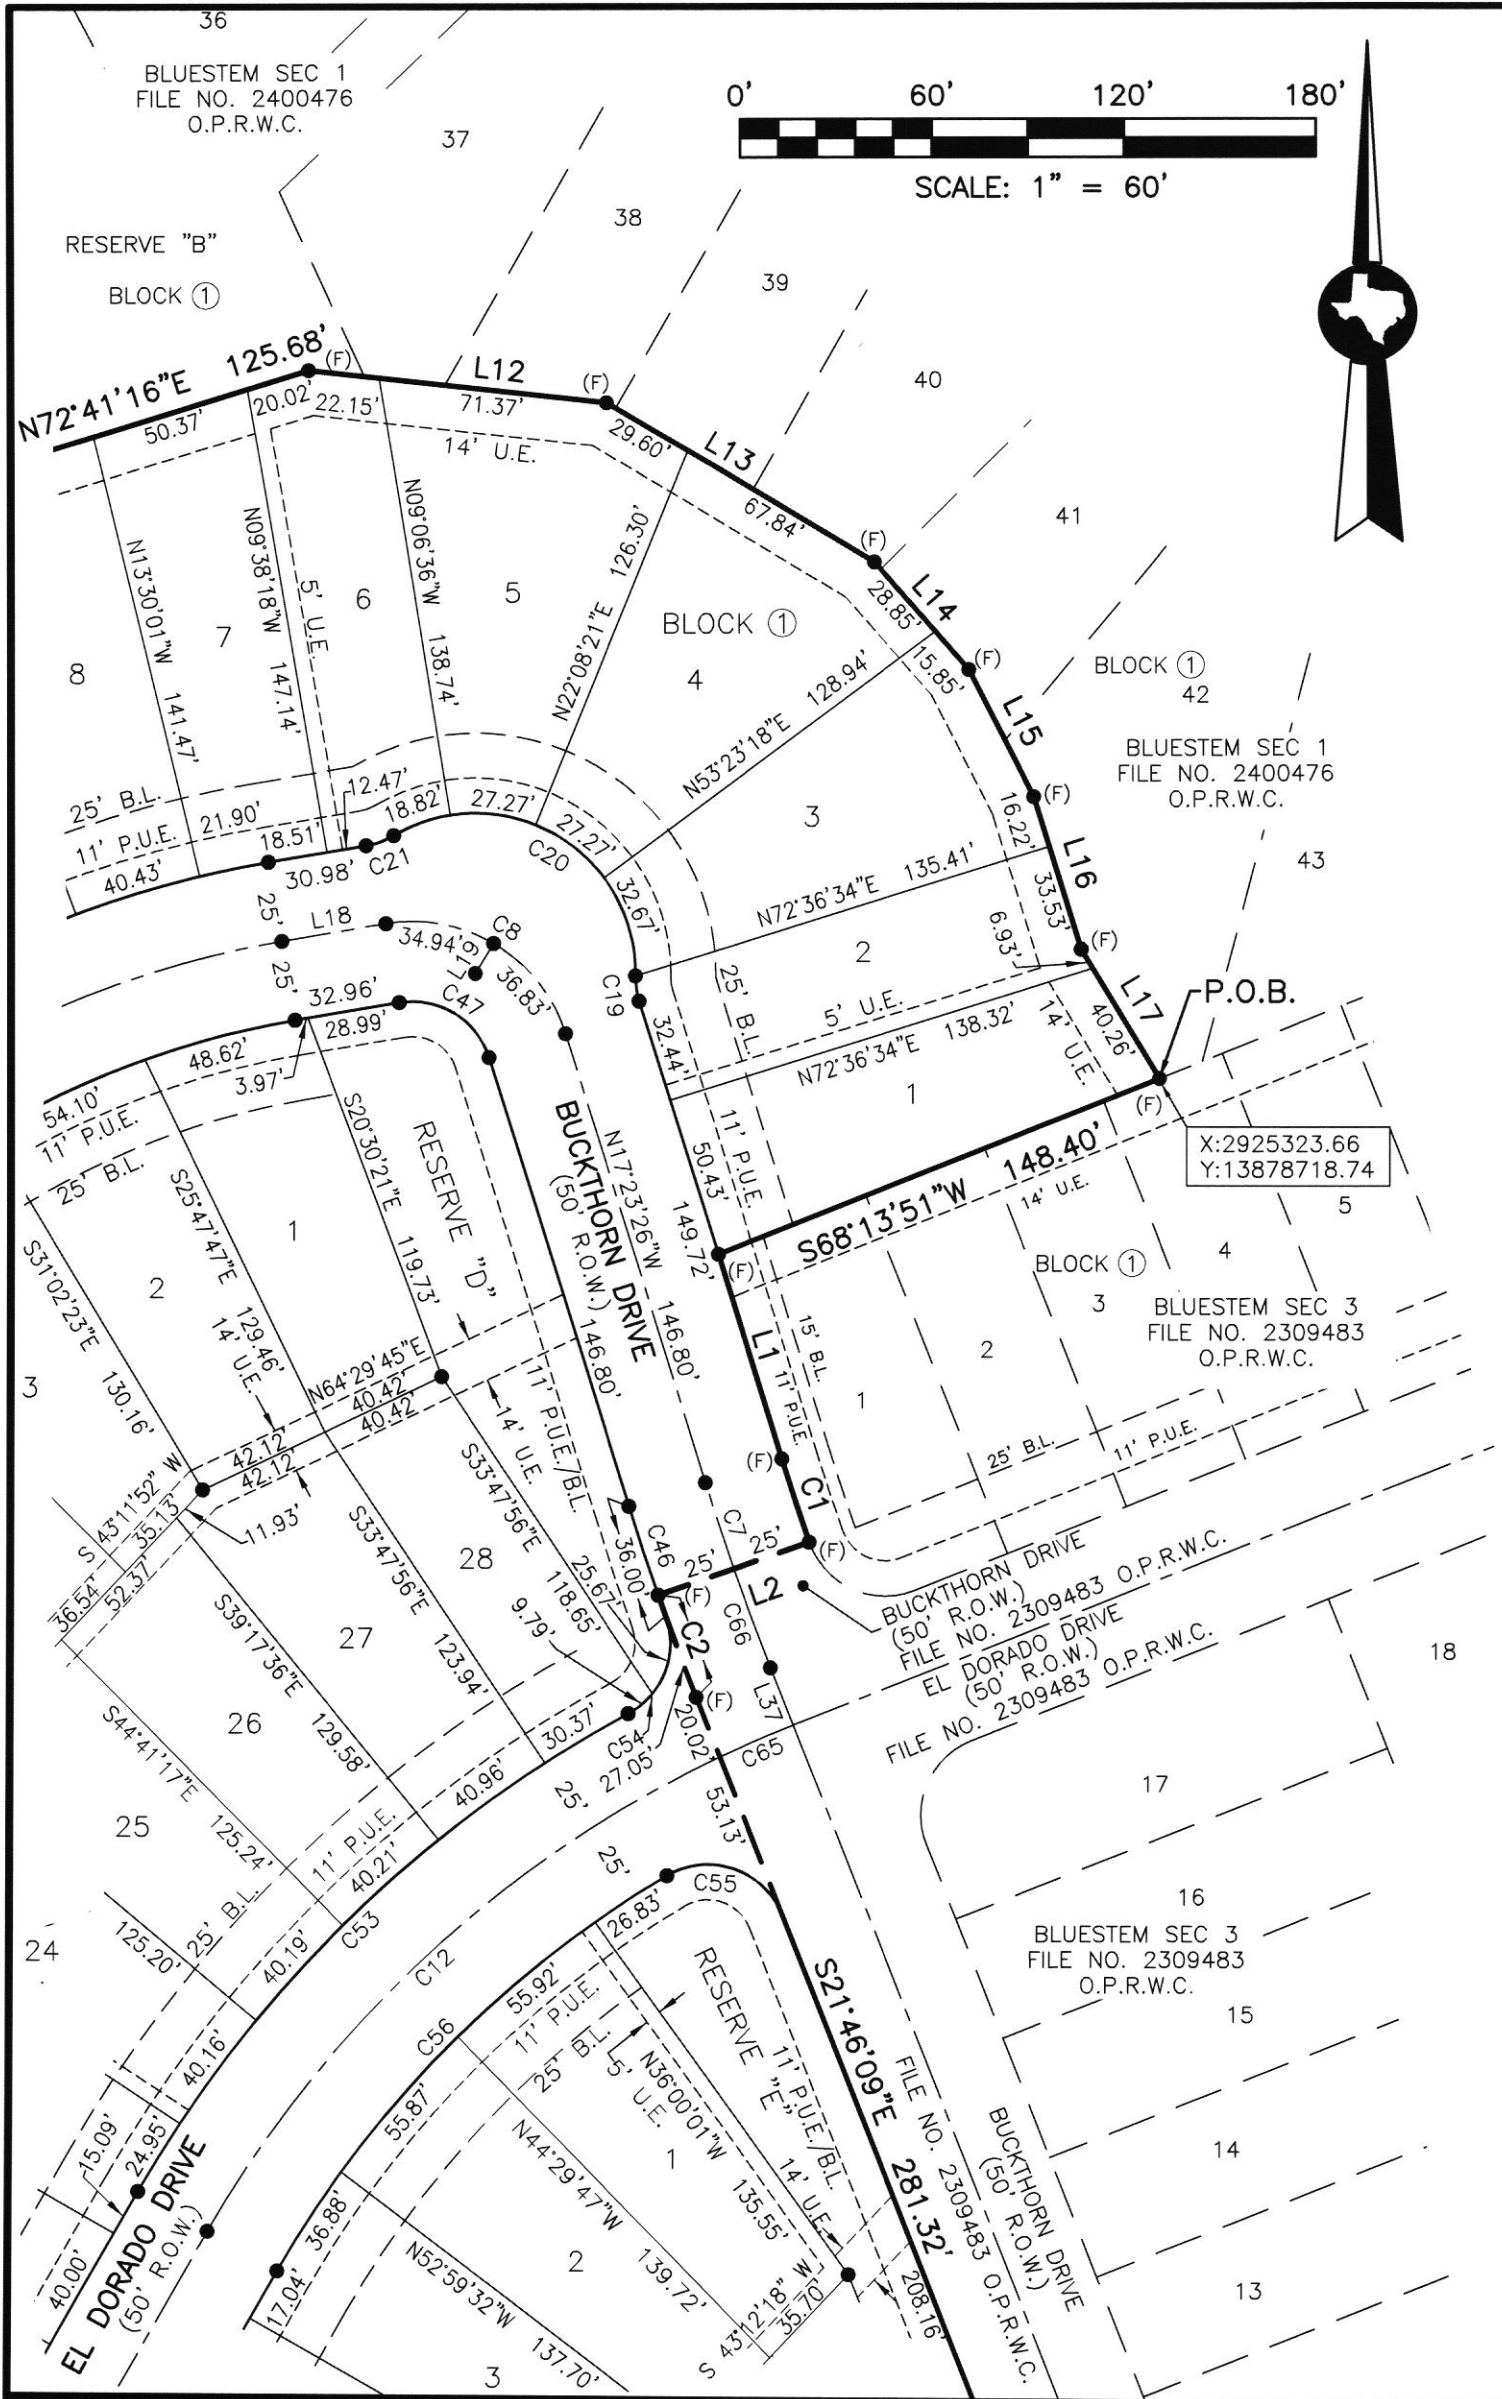 36
BLUESTEM SEC 1
FILE NO. 2400476
O.P.R.W.C.
0' 60' 120' 180'
SCALE: 1" = 60'
37
38
39
40
41
RESERVE "B"
BLOCK ①
N72°41'16"E 125.68'
(F)
L12
(F)
50.37'
20.02'
22.15'
71.37'
14' U.E.
29.60'
L13
67.84'
(F)
L14
28.85'
15.85'
(F)
L15
BLOCK ①
42
BLUESTEM SEC 1
FILE NO. 2400476
O.P.R.W.C.
43
16.22'
(F)
L16
33.53'
(F)
6.93'
L17
40.26'
P.O.B.
(F)
14' U.E.
X:2925323.66
Y:13878718.74
8
N13°30'01"W 141.47'
7
N09°38'18"W 147.14'
5' U.E.
6
N09°06'36"W 138.74'
5
N22°08'21"E 126.30'
BLOCK ①
4
N53°23'18"E 128.94'
3
N72°36'34"E 135.41'
2
5' U.E.
N72°36'34"E 138.32'
1
25' B.L.
11' P.U.E.
21.90'
40.43'
18.51'
12.47'
30.98'
C21
18.82'
27.27'
C20
27.27'
32.67'
C19
32.44'
25' B.L.
11' P.U.E.
50.43'
149.72'
(F)
25'
L18
25'
34.94'
C8
L19
36.83'
C47
32.96'
28.99'
3.97'
48.62'
54.10'
11' P.U.E.
25' B.L.
BUCKTHORN DRIVE
(50' R.O.W.)
146.80'
N17°23'26"W 146.80'
S68°13'51"W 148.40'
14' U.E.
BLOCK ①
5
4
3
2
1
BLUESTEM SEC 3
FILE NO. 2309483
O.P.R.W.C.
15' B.L.
11' P.U.E.
25' B.L.
11' P.U.E.
L1
(F)
C1
(F)
C7
25'
25'
L2
C46
36.00'
(F)
C2
C66
(F)
L37
C65
20.02'
53.13'
RESERVE "D"
S20°30'21"E 119.73'
1
S25°47'47"E 129.46'
2
S31°02'23"E 130.16'
3
14' U.E.
N64°29'45"E
40.42'
40.42'
42.12'
42.12'
S 43°11'52" W
35.13'
11.93'
36.54'
52.37'
14' U.E.
11' P.U.E./B.L.
S33°47'56"E 118.65'
25.67'
9.79'
28
S33°47'56"E 123.94'
27
S39°17'36"E 129.58'
26
S44°41'17"E 125.24'
25
24
125.20'
30.37'
C54
27.05'
40.96'
25'
11' P.U.E.
25' B.L.
40.21'
C53
40.19'
40.16'
C12
24.95'
15.09'
40.00'
EL DORADO DRIVE
(50' R.O.W.)
BUCKTHORN DRIVE
(50' R.O.W.)
FILE NO. 2309483 O.P.R.W.C.
EL DORADO DRIVE
(50' R.O.W.)
FILE NO. 2309483 O.P.R.W.C.
18
17
16
BLUESTEM SEC 3
FILE NO. 2309483
O.P.R.W.C.
15
14
13
25'
C55
26.83'
55.92'
11' P.U.E.
25' B.L.
C56
55.87'
36.88'
17.04'
RESERVE "E"
N36°00'01"W 135.55'
5' U.E.
14' U.E.
11' P.U.E./B.L.
1
N44°29'47"W 139.72'
2
N52°59'32"W 137.70'
3
S 43°12'18" W
35.70'
S21°46'09"E 281.32'
208.16'
FILE NO. 2309483 O.P.R.W.C.
BUCKTHORN DRIVE
(50' R.O.W.)